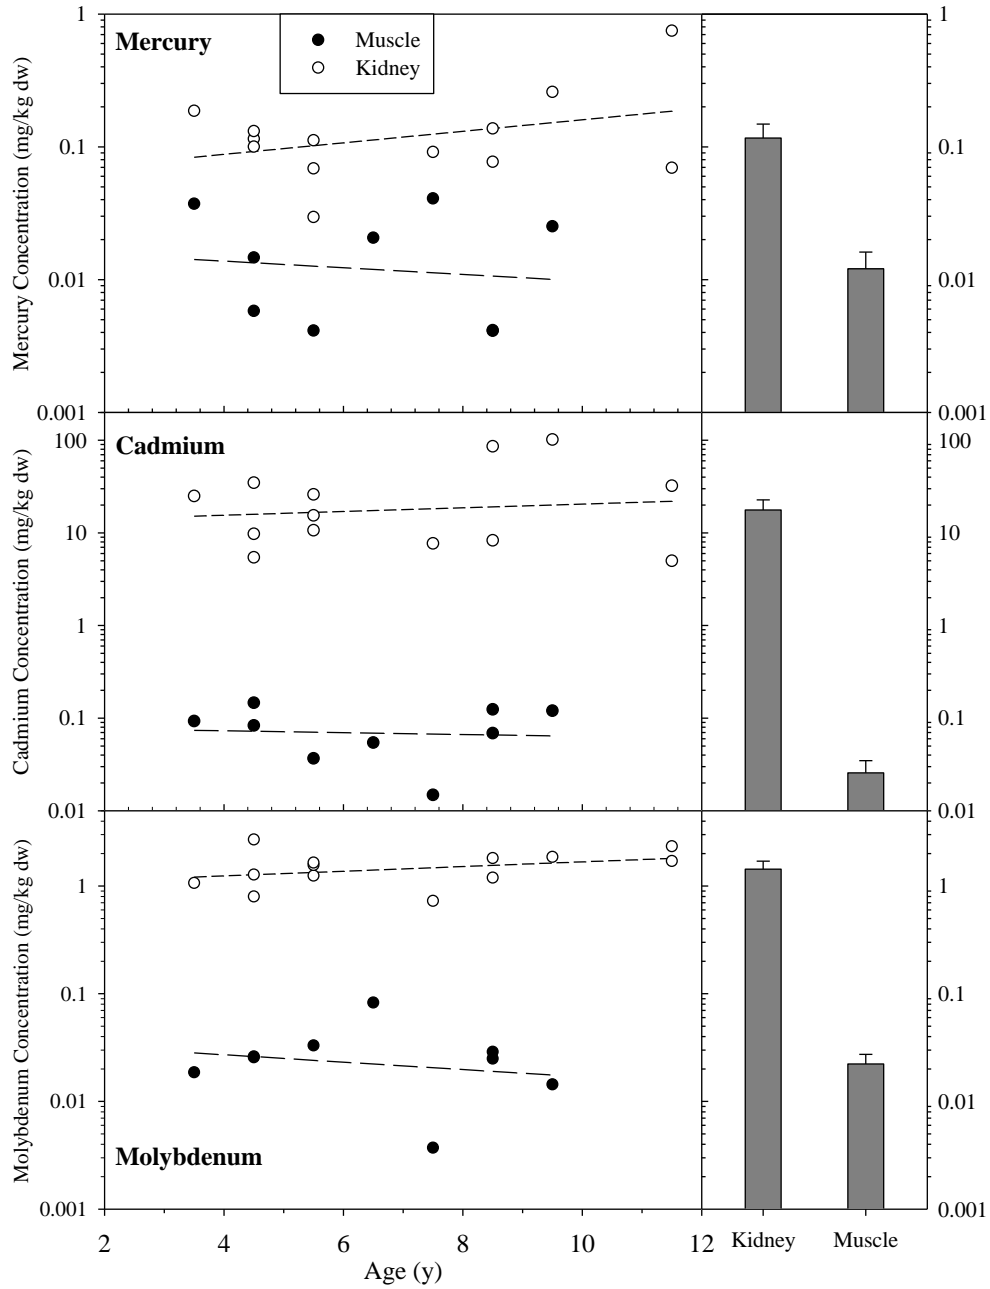 Mercury
Muscle
Kidney
Mercury Concentration (mg/kg dw)
1
0.1
0.01
0.001
1
0.1
0.01
0.001
Cadmium
Cadmium Concentration (mg/kg dw)
100
10
1
0.1
0.01
100
10
1
0.1
0.01
Molybdenum Concentration (mg/kg dw)
1
0.1
0.01
0.001
1
0.1
0.01
0.001
Molybdenum
2 4 6 8 10 12
Kidney Muscle
Age (y)